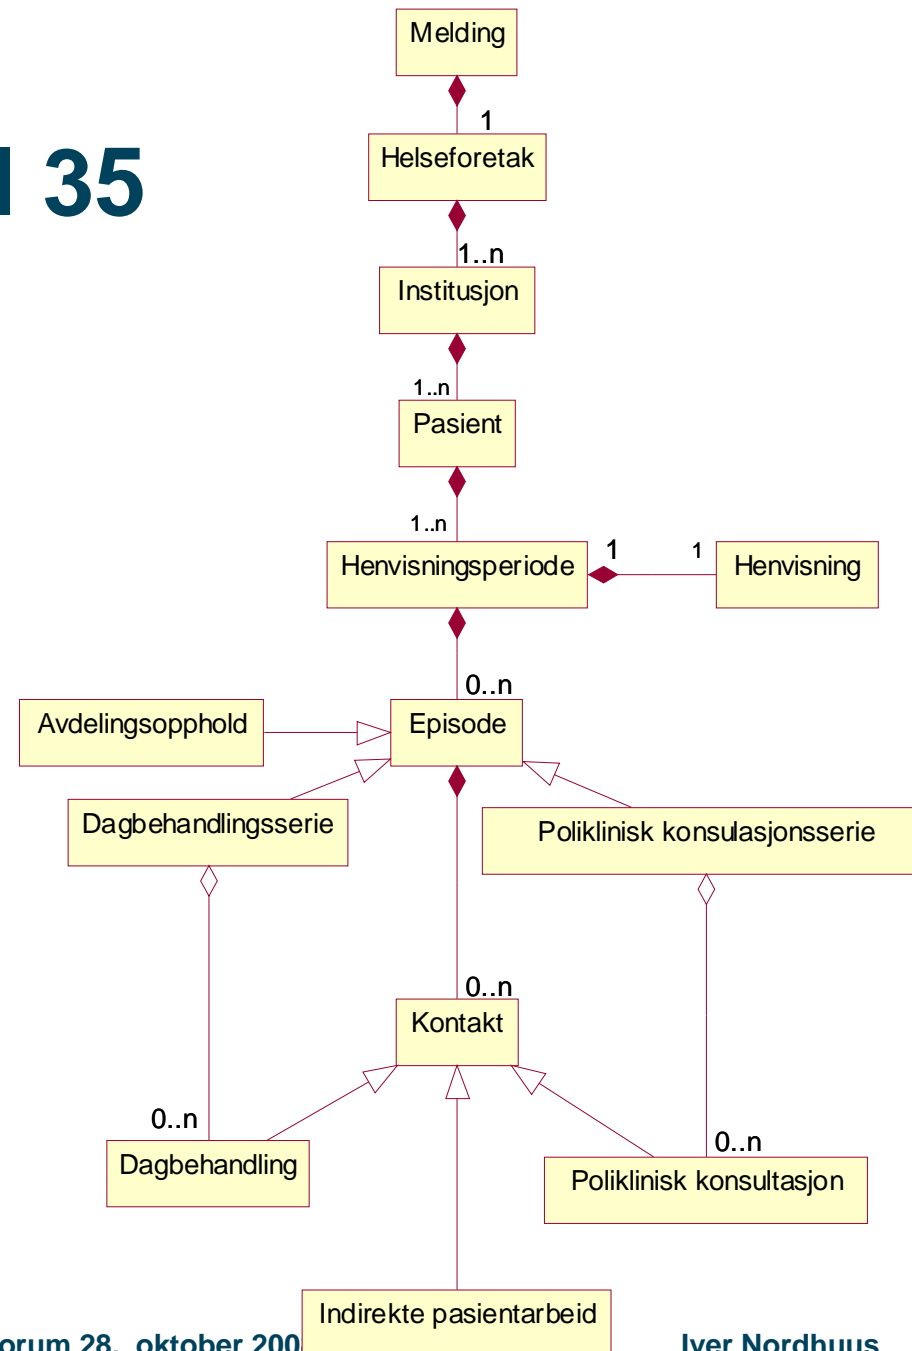 Melding
1
Helseforetak
35
1..n
Institusjon
1..n
Pasient
1..n
Henvisningsperiode
1
1
Henvisning
0..n
Avdelingsopphold
Episode
Dagbehandlingsserie
Poliklinisk konsulasjonsserie
0..n
Kontakt
0..n
0..n
Dagbehandling
Poliklinisk konsultasjon
Indirekte pasientarbeid
orum 28. oktober 200
Iver Nordhuus